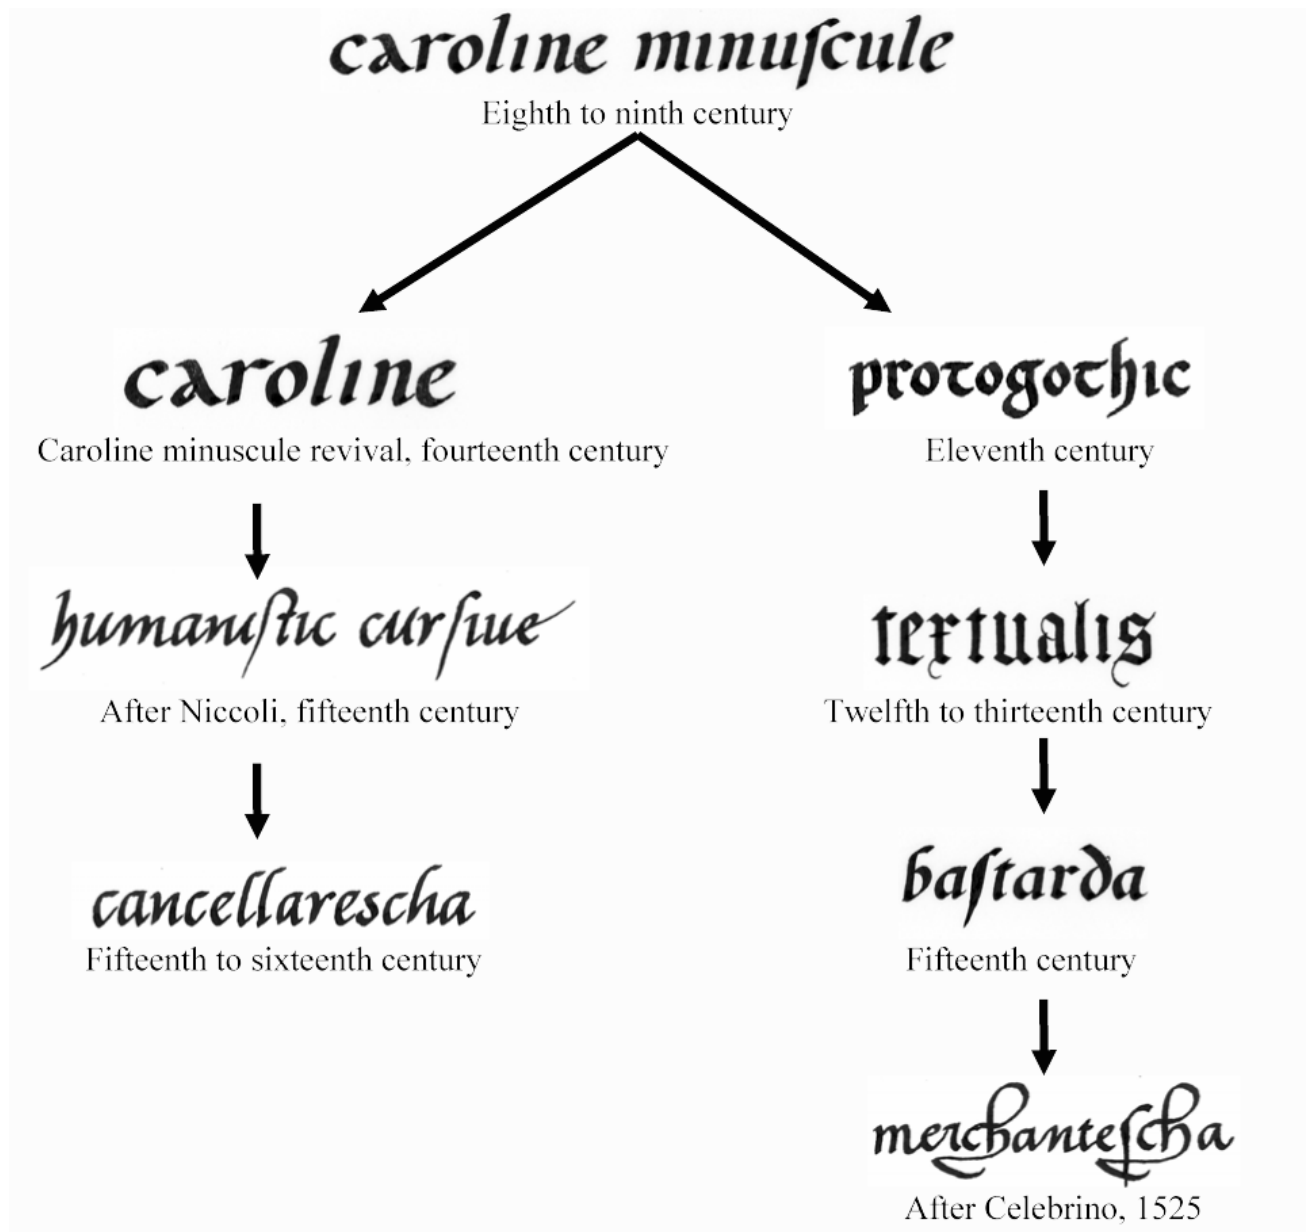 caroline minuſcule
Eighth to ninth century
caroline
Caroline minuscule revival, fourteenth century
humaniſtic curſiue
After Niccoli, fifteenth century
cancellarescha
Fifteenth to sixteenth century
protogothic
Eleventh century
textualis
Twelfth to thirteenth century
baſtarda
Fifteenth century
merchanteſcha
After Celebrino, 1525